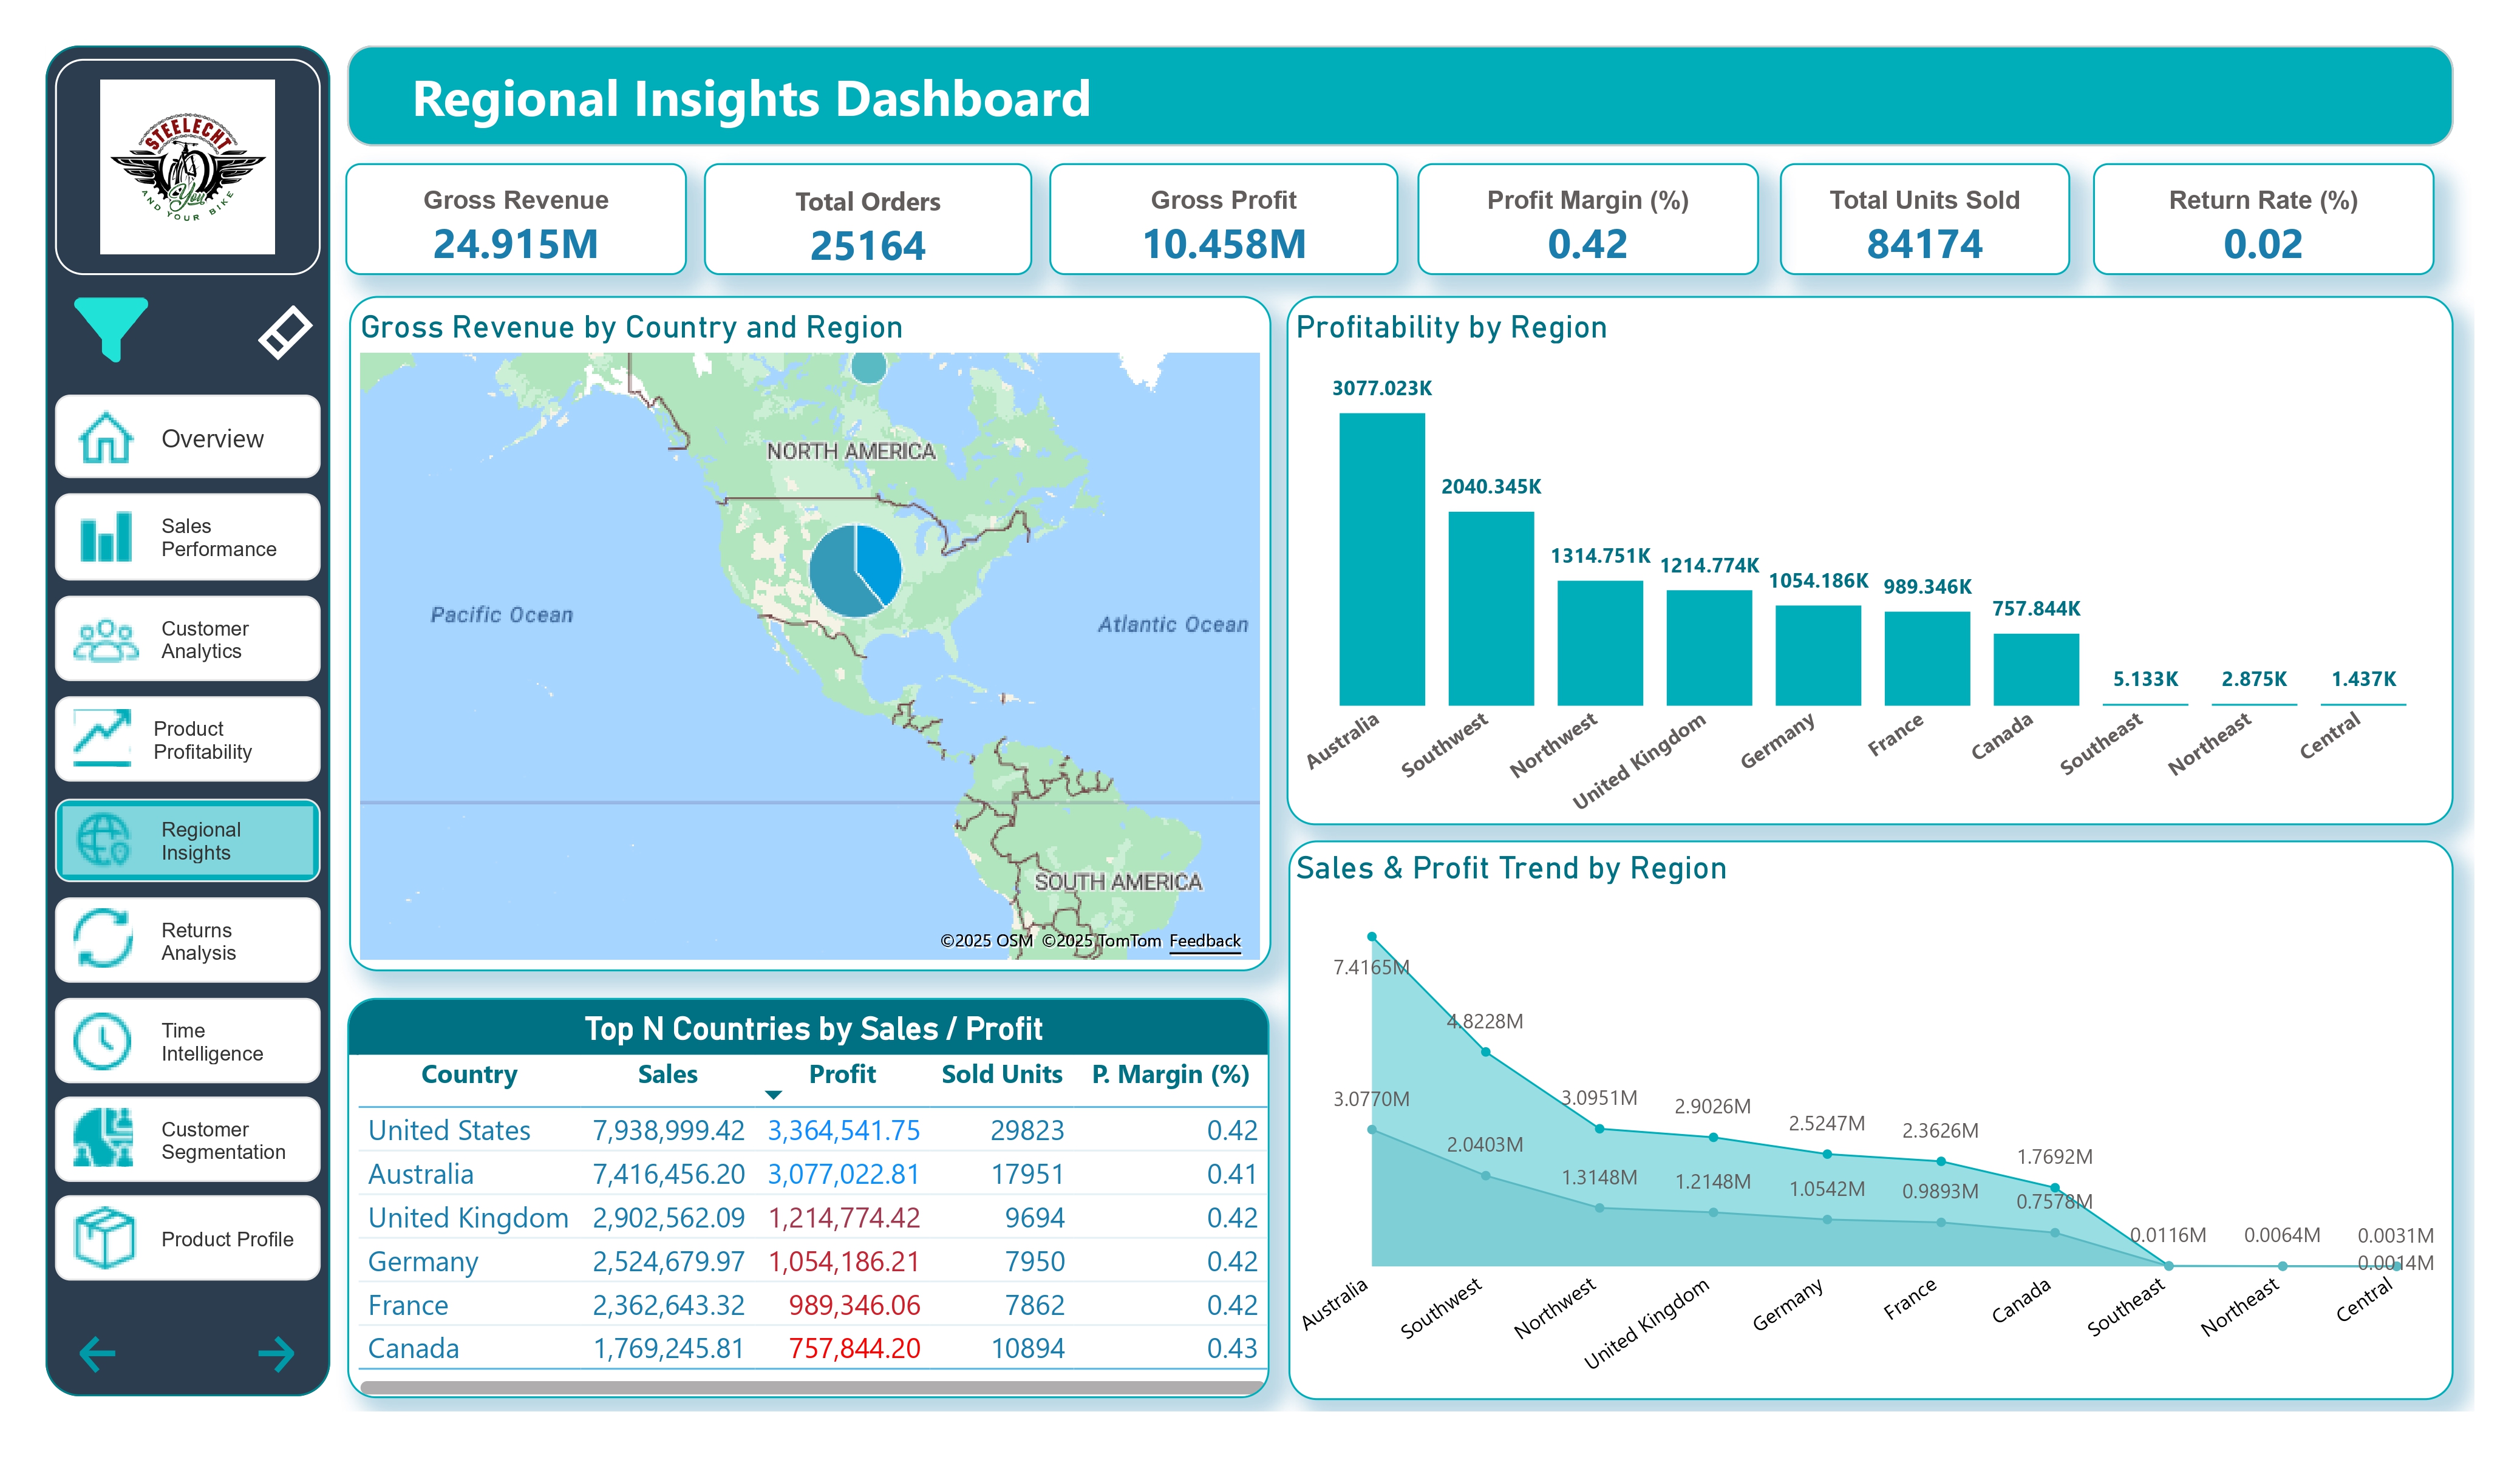 STEELECHT
You
AND YOUR BIKE
Overview
Sales
Performance
Customer
Analytics
Product
Profitability
Regional
Insights
Returns
Analysis
Time
Intelligence
Customer
Segmentation
Product Profile
Regional Insights Dashboard
Gross Revenue
24.915M
Total Orders
25164
Gross Profit
10.458M
Profit Margin (%)
0.42
Total Units Sold
84174
Return Rate (%)
0.02
Gross Revenue by Country and Region
NORTH AMERICA
Pacific Ocean
Atlantic Ocean
SOUTH AMERICA
©2025 OSM ©2025 TomTom Feedback
Profitability by Region
3077.023K
2040.345K
1314.751K
1214.774K
1054.186K
989.346K
757.844K
5.133K
2.875K
1.437K
Australia
Southwest
Northwest
United Kingdom
Germany
France
Canada
Southeast
Northeast
Central
Top N Countries by Sales / Profit
Country Sales Profit Sold Units P. Margin (%)
United States 7,938,999.42 3,364,541.75 29823 0.42
Australia 7,416,456.20 3,077,022.81 17951 0.41
United Kingdom 2,902,562.09 1,214,774.42 9694 0.42
Germany 2,524,679.97 1,054,186.21 7950 0.42
France 2,362,643.32 989,346.06 7862 0.42
Canada 1,769,245.81 757,844.20 10894 0.43
Sales & Profit Trend by Region
7.4165M
4.8228M
3.0951M
2.9026M
2.5247M
2.3626M
1.7692M
0.0116M
0.0064M
0.0031M
3.0770M
2.0403M
1.3148M
1.2148M
1.0542M
0.9893M
0.7578M
0.0014M
Australia
Southwest
Northwest
United Kingdom
Germany
France
Canada
Southeast
Northeast
Central